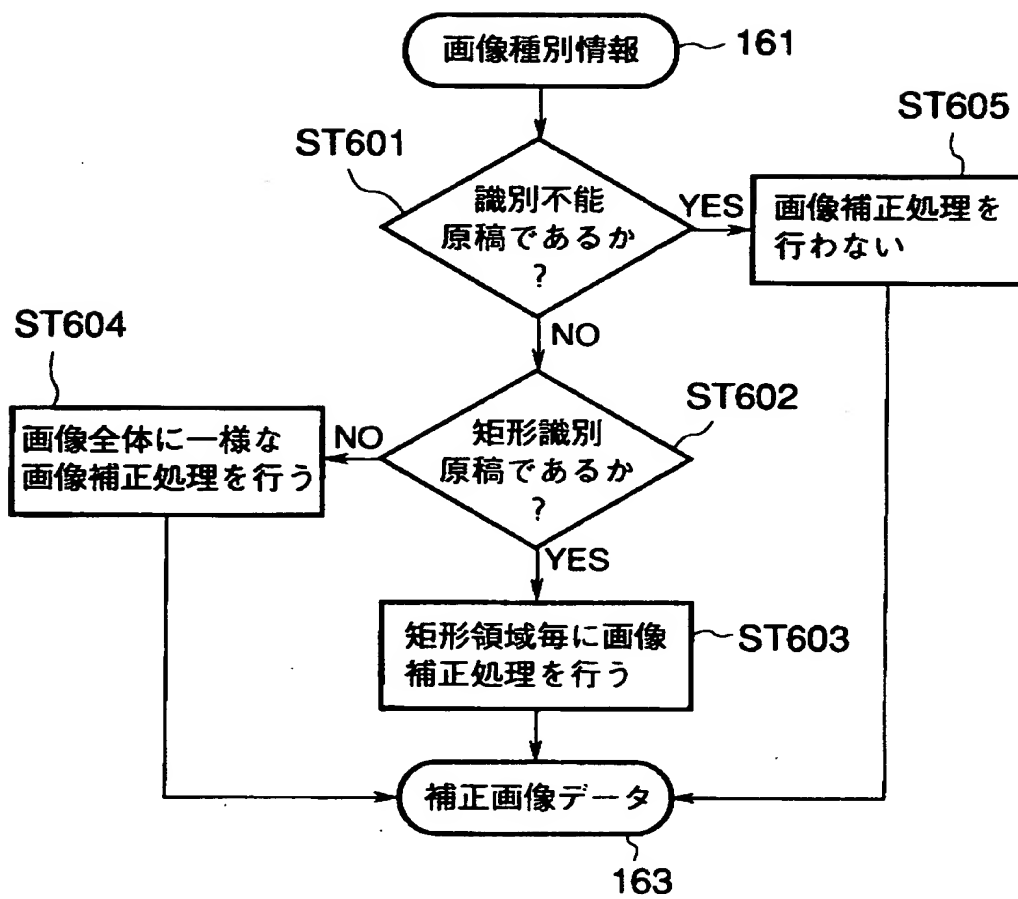 画像種別情報
161
ST601
識別不能
原稿であるか
?
YES
ST605
画像補正処理を
行わない
NO
ST602
矩形識別
原稿であるか
?
NO
ST604
画像全体に一様な
画像補正処理を行う
YES
矩形領域毎に画像
補正処理を行う
ST603
補正画像データ
163